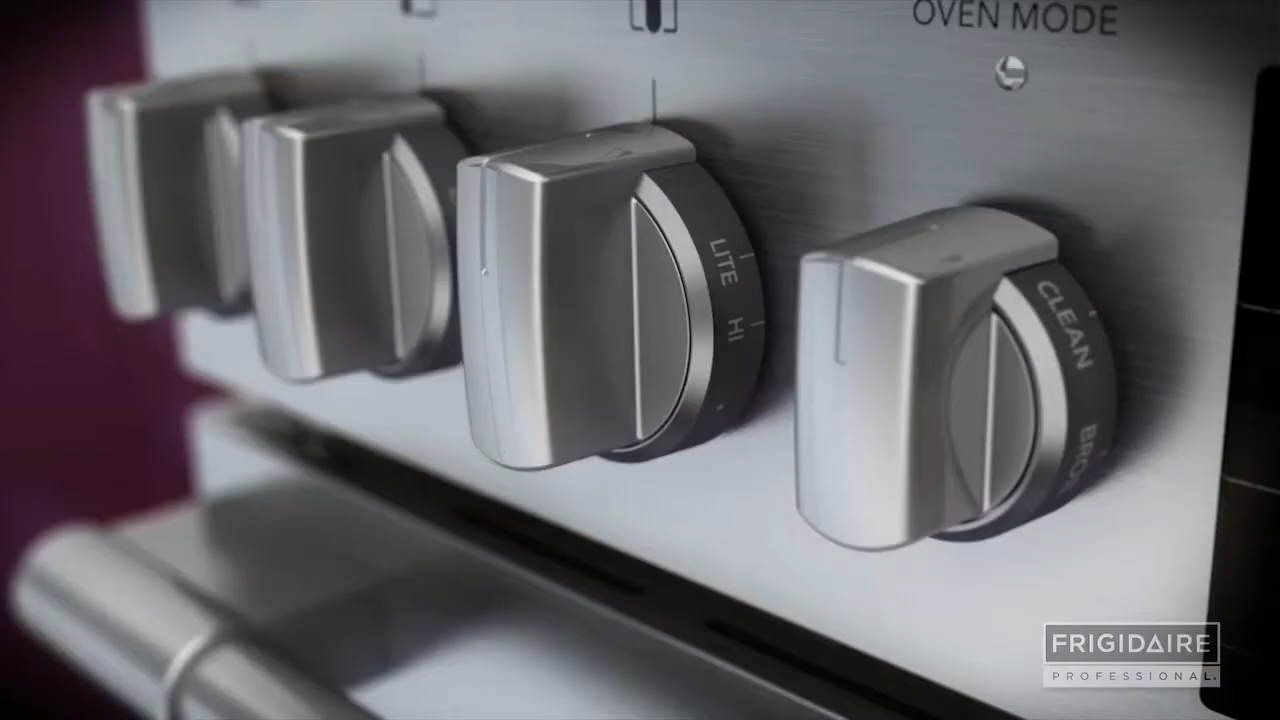 OVEN MODE
LITE
HI
CLEAN
FRIGIDAIRE
PROFESSIONAL.